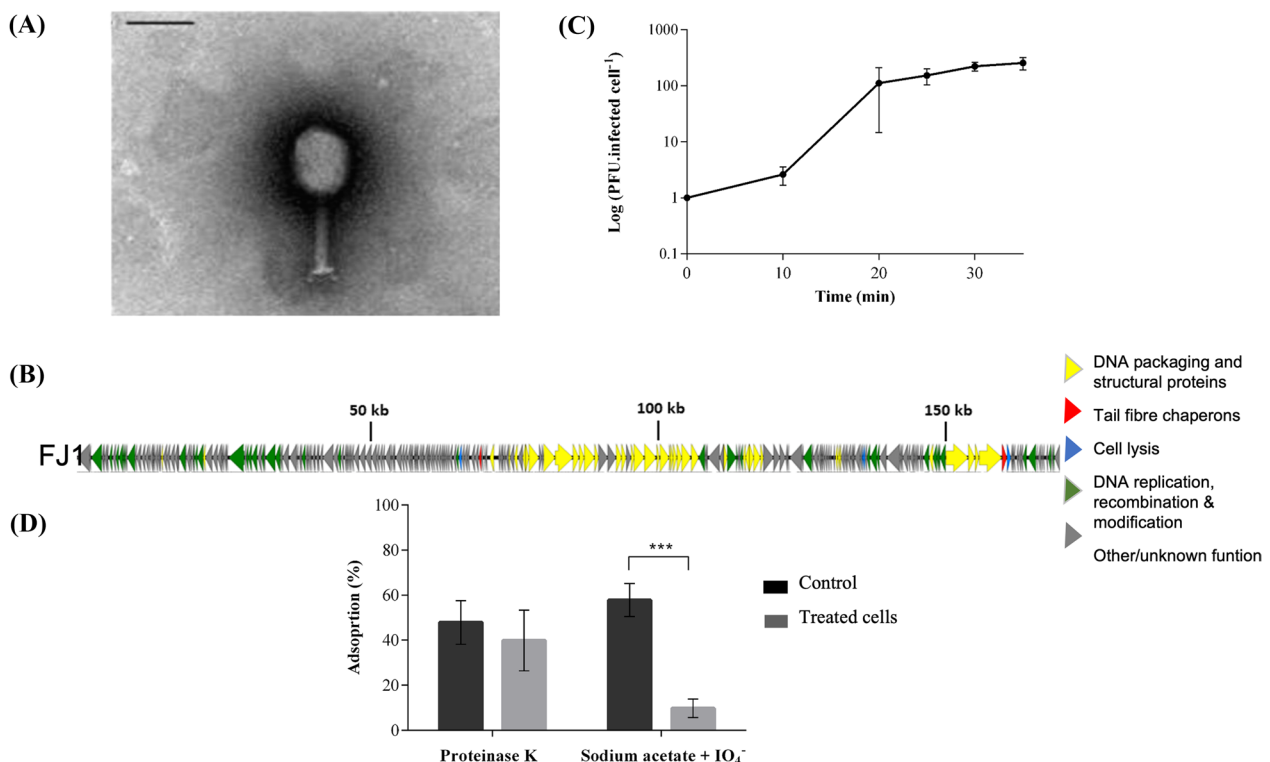 (A)
(C)
1000
100
10
1
0.1
Log (PFU.infected cell-1)
0
10
20
30
Time (min)
(B)
50 kb
100 kb
150 kb
FJ1
DNA packaging and
structural proteins
Tail fibre chaperons
Cell lysis
DNA replication,
recombination &
modification
Other/unknown funtion
(D)
100
80
60
40
20
0
Adsoprtion (%)
***
Control
Treated cells
Proteinase K
Sodium acetate + IO4-